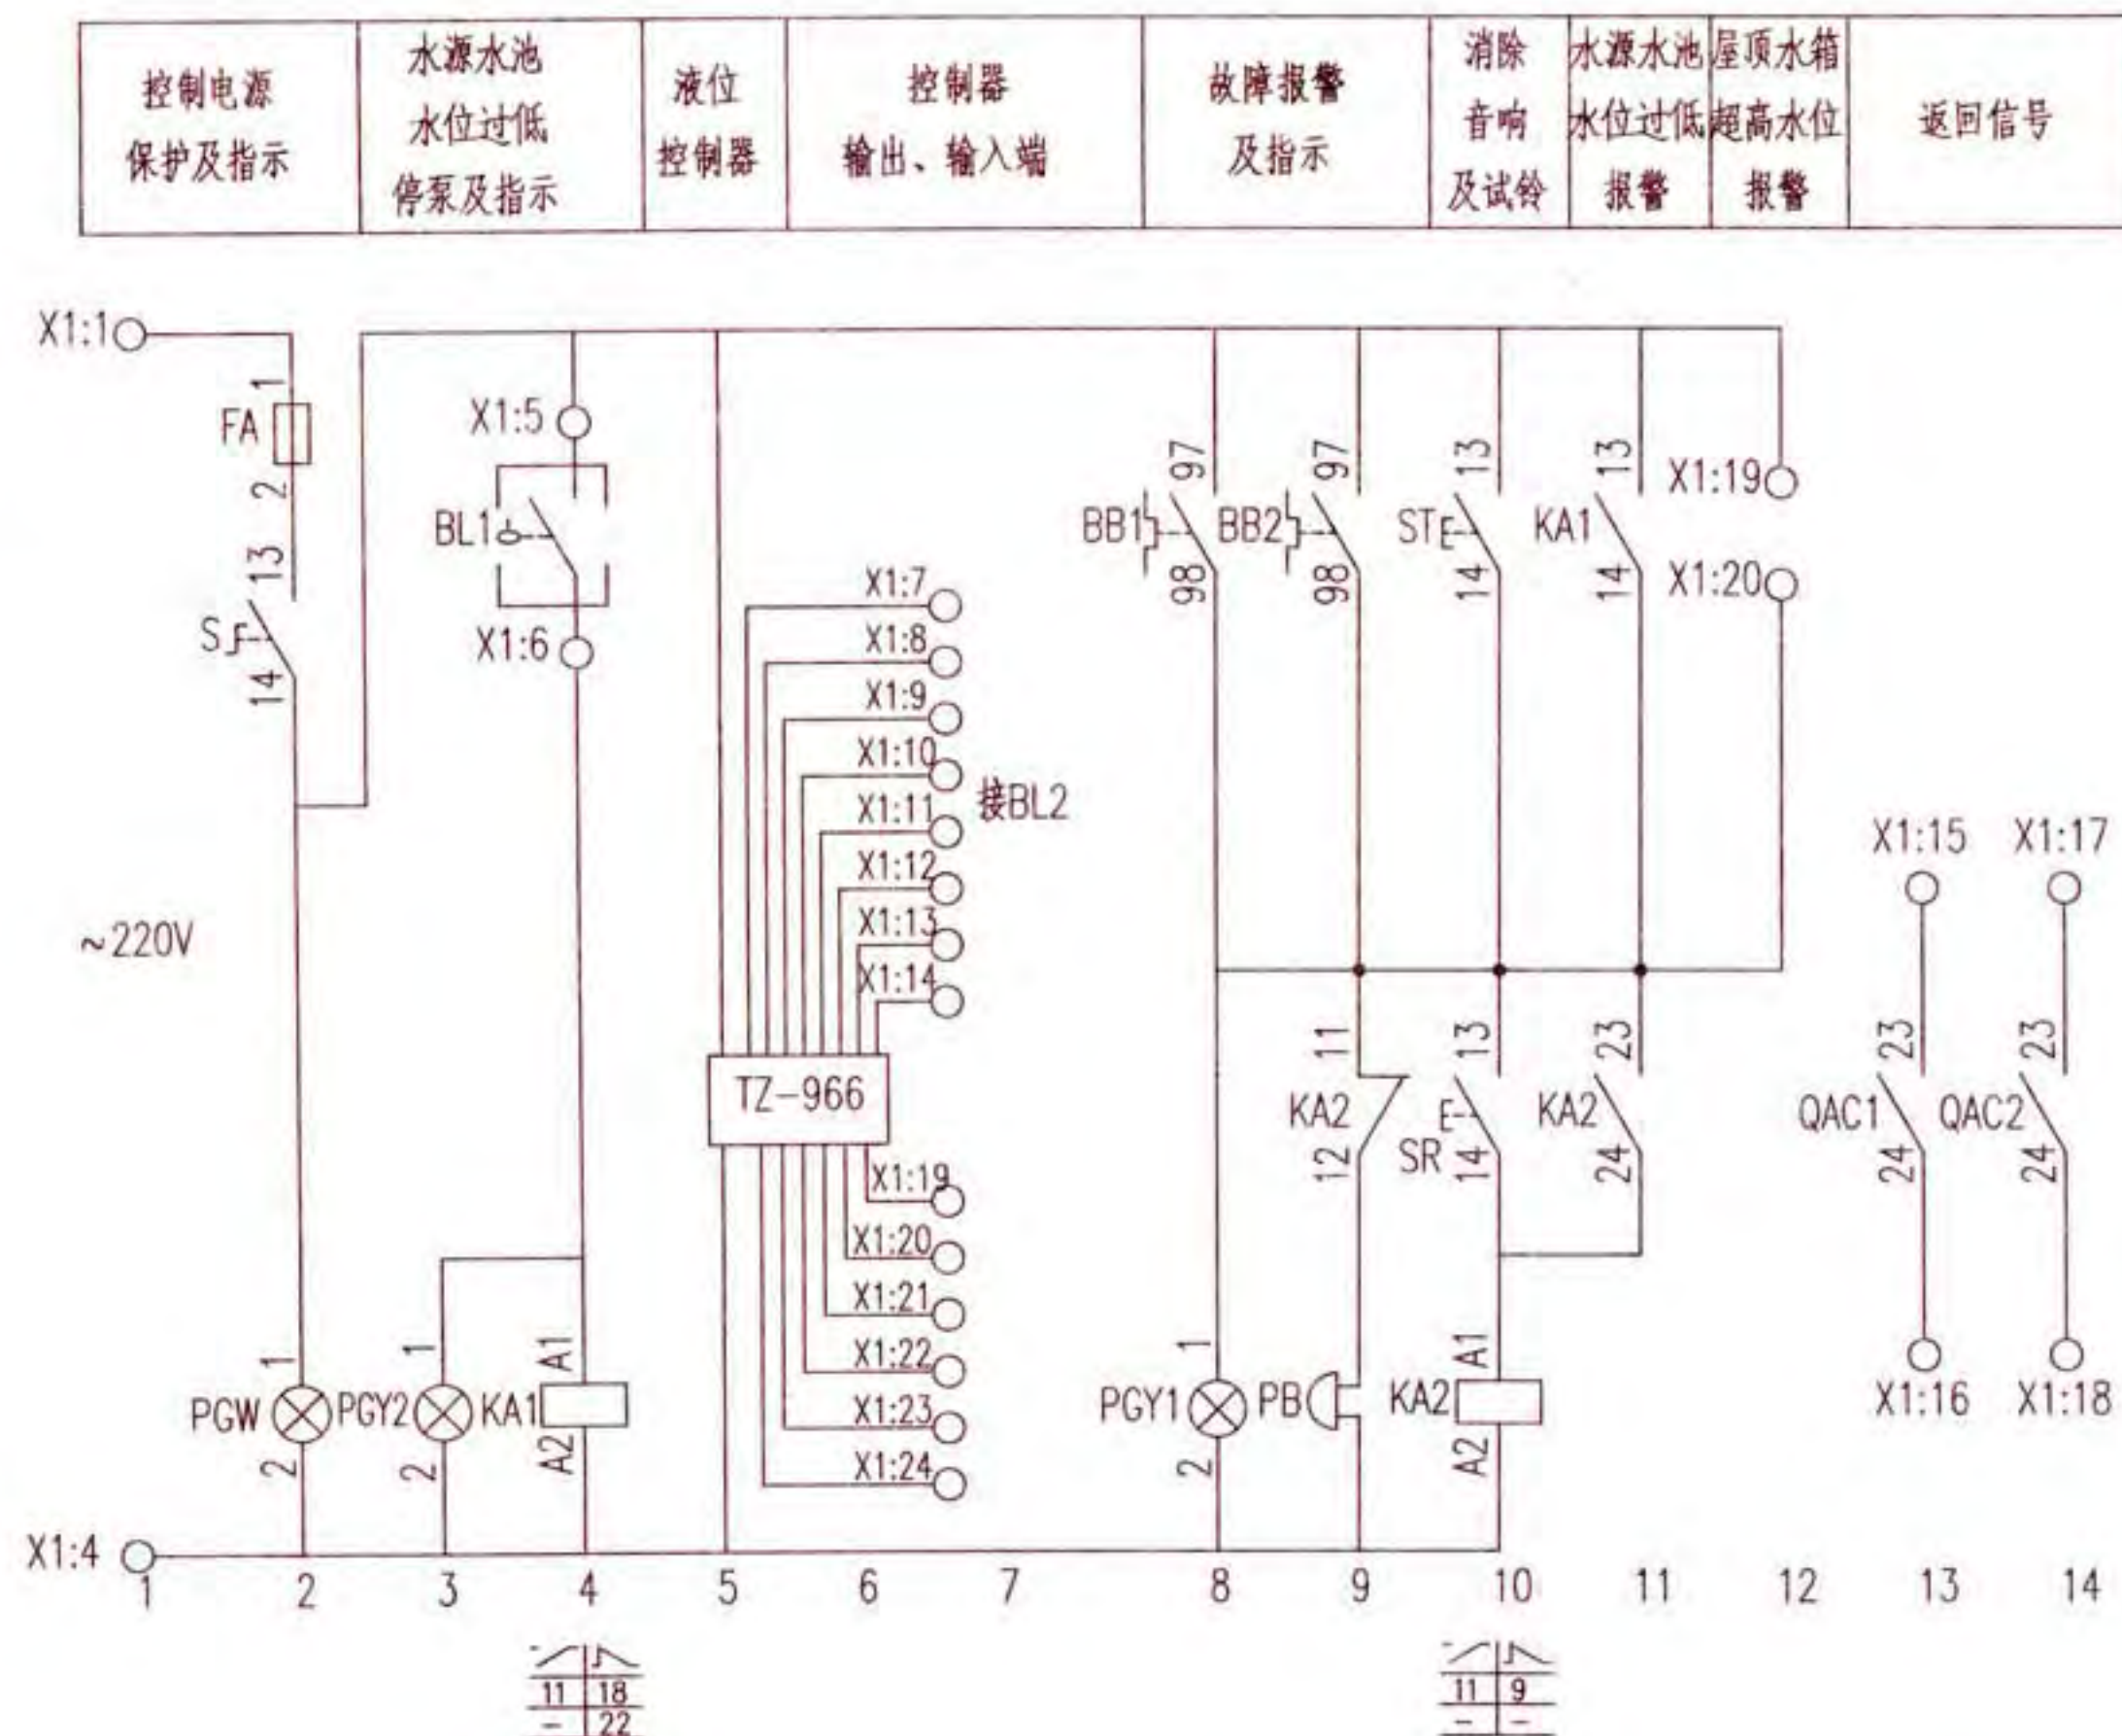 控制电源
保护及指示
水源水池
水位过低
停泵及指示
液位
控制器
控制器
输出、输入端
故障报警
及指示
消除
音响
及试铃
水源水池
水位过低
报警
屋顶水箱
超高水位
报警
返回信号
X1:1
1
FA
2
13
S
14
X1:5
BL1
X1:6
X1:7
X1:8
X1:9
X1:10
X1:11
X1:12
X1:13
X1:14
接BL2
TZ-966
X1:19
X1:20
X1:21
X1:22
X1:23
X1:24
97
BB1
98
97
BB2
98
13
ST
14
13
KA1
14
X1:19
X1:20
~220V
11
KA2
12
13
SR
14
23
KA2
24
X1:15
23
QAC1
24
X1:16
X1:17
23
QAC2
24
X1:18
1
PGW
2
1
PGY2
2
A1
KA1
A2
1
PGY1
2
PB
A1
KA2
A2
X1:4
1 2 3 4 5 6 7 8 9 10 11 12 13 14
11 18
- 22
11 9
- -